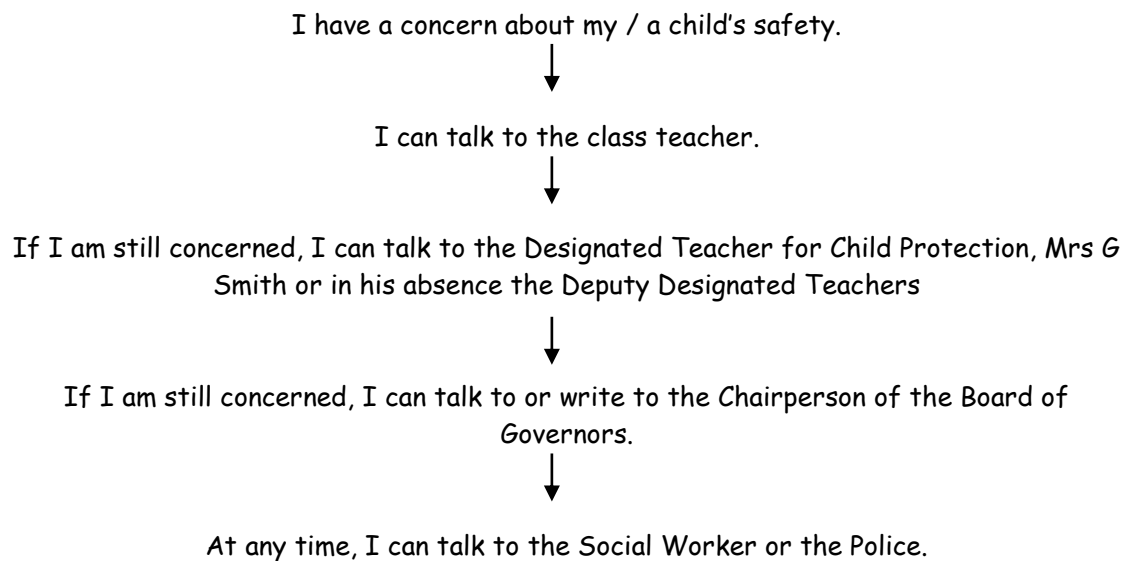 I have a concern about my / a child's safety.
I can talk to the class teacher.
If I am still concerned, I can talk to the Designated Teacher for Child Protection, Mrs G
Smith or in his absence the Deputy Designated Teachers
If I am still concerned, I can talk to or write to the Chairperson of the Board of
Governors.
At any time, I can talk to the Social Worker or the Police.